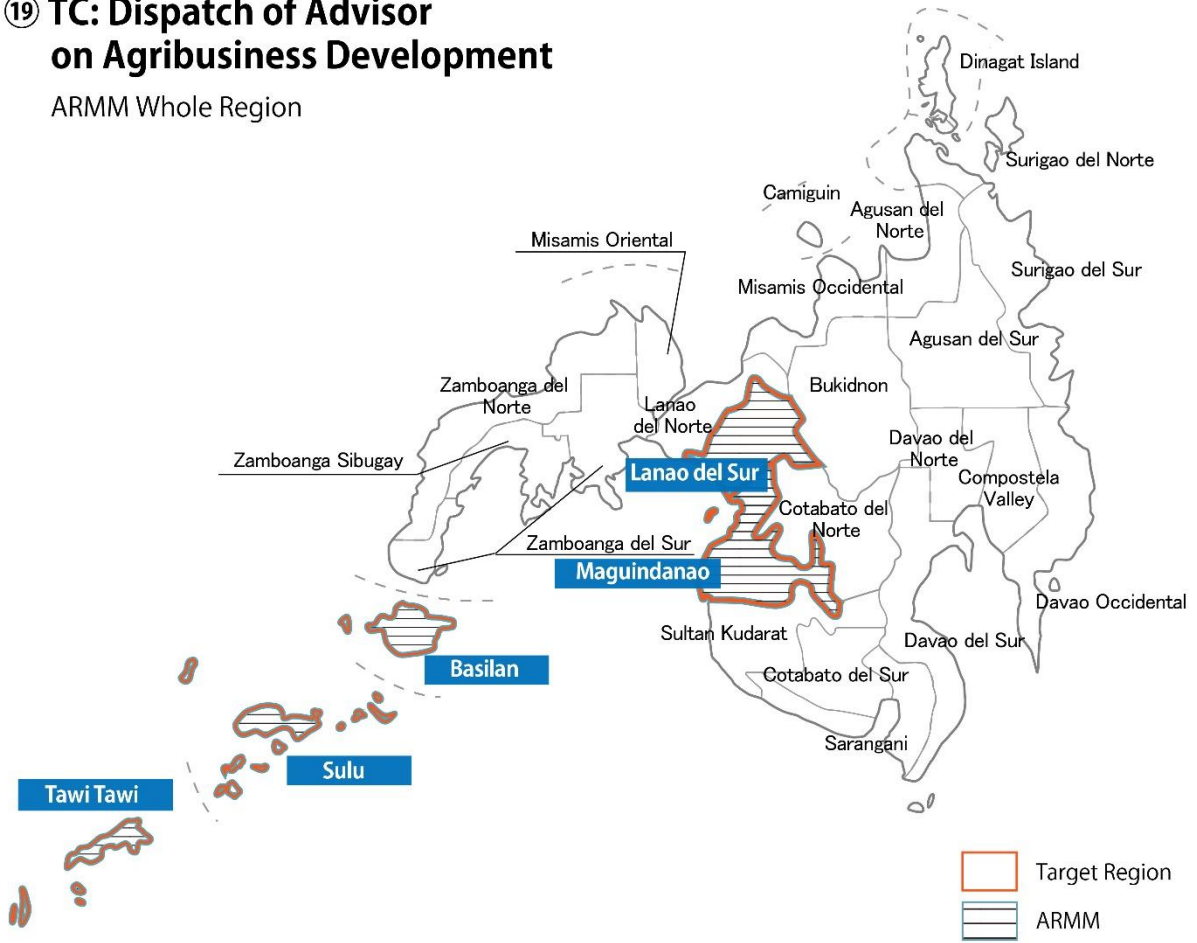 ⑲ TC: Dispatch of Advisor
on Agribusiness Development
ARMM Whole Region
Dinagat Island
Surigao del Norte
Camiguin
Agusan del
Norte
Misamis Oriental
Surigao del Sur
Misamis Occidental
Agusan del Sur
Zamboanga del
Norte
Bukidnon
Lanao
del Norte
Davao del
Norte
Zamboanga Sibugay
Lanao del Sur
Compostela
Valley
Cotabato del
Norte
Zamboanga del Sur
Maguindanao
Davao Occidental
Sultan Kudarat
Davao del Sur
Basilan
Cotabato del Sur
Sarangani
Sulu
Tawi Tawi
Target Region
ARMM